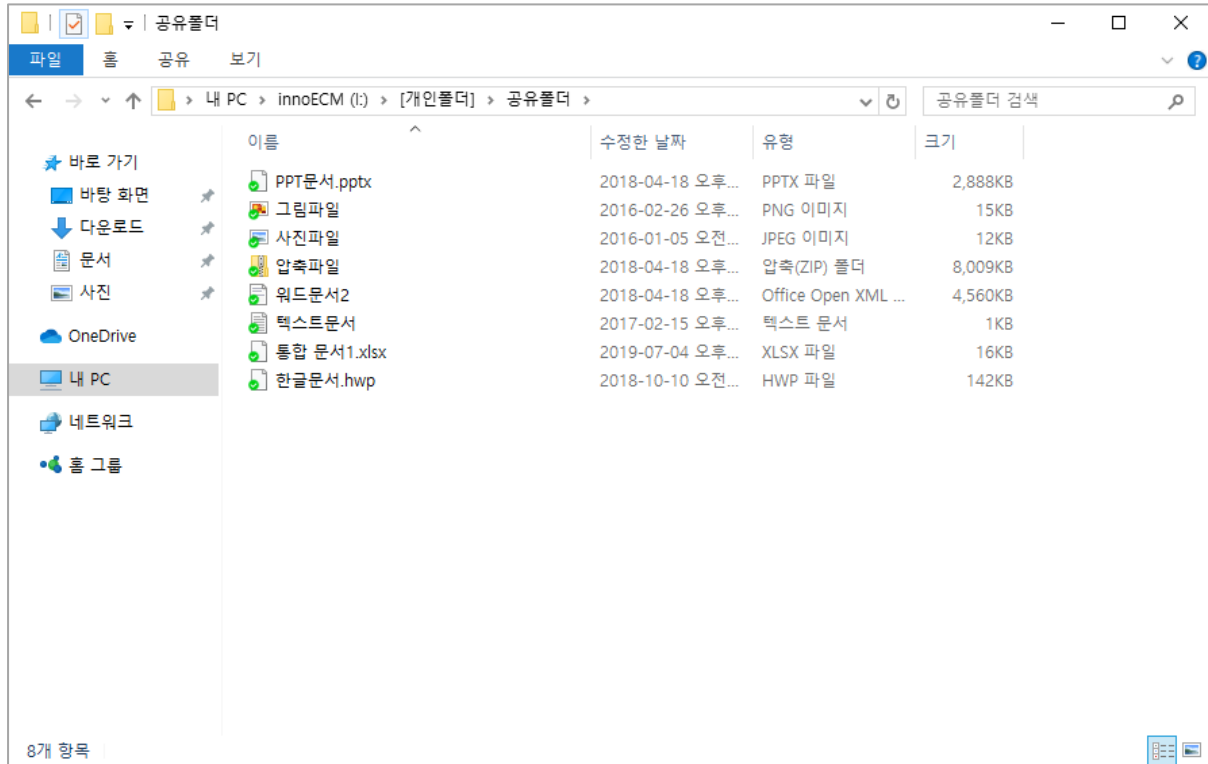 공유폴더
파일 홈 공유 보기
내 PC > innoECM (I:) > [개인폴더] > 공유폴더 >
공유폴더 검색
이름 수정한 날짜 유형 크기
바로 가기
바탕 화면
다운로드
문서
사진
OneDrive
내 PC
네트워크
홈 그룹
PPT문서.pptx 2018-04-18 오후... PPTX 파일 2,888KB
그림파일 2016-02-26 오후... PNG 이미지 15KB
사진파일 2016-01-05 오전... JPEG 이미지 12KB
압축파일 2018-04-18 오후... 압축(ZIP) 폴더 8,009KB
워드문서2 2018-04-18 오후... Office Open XML ... 4,560KB
텍스트문서 2017-02-15 오후... 텍스트 문서 1KB
통합 문서1.xlsx 2019-07-04 오후... XLSX 파일 16KB
한글문서.hwp 2018-10-10 오전... HWP 파일 142KB
8개 항목